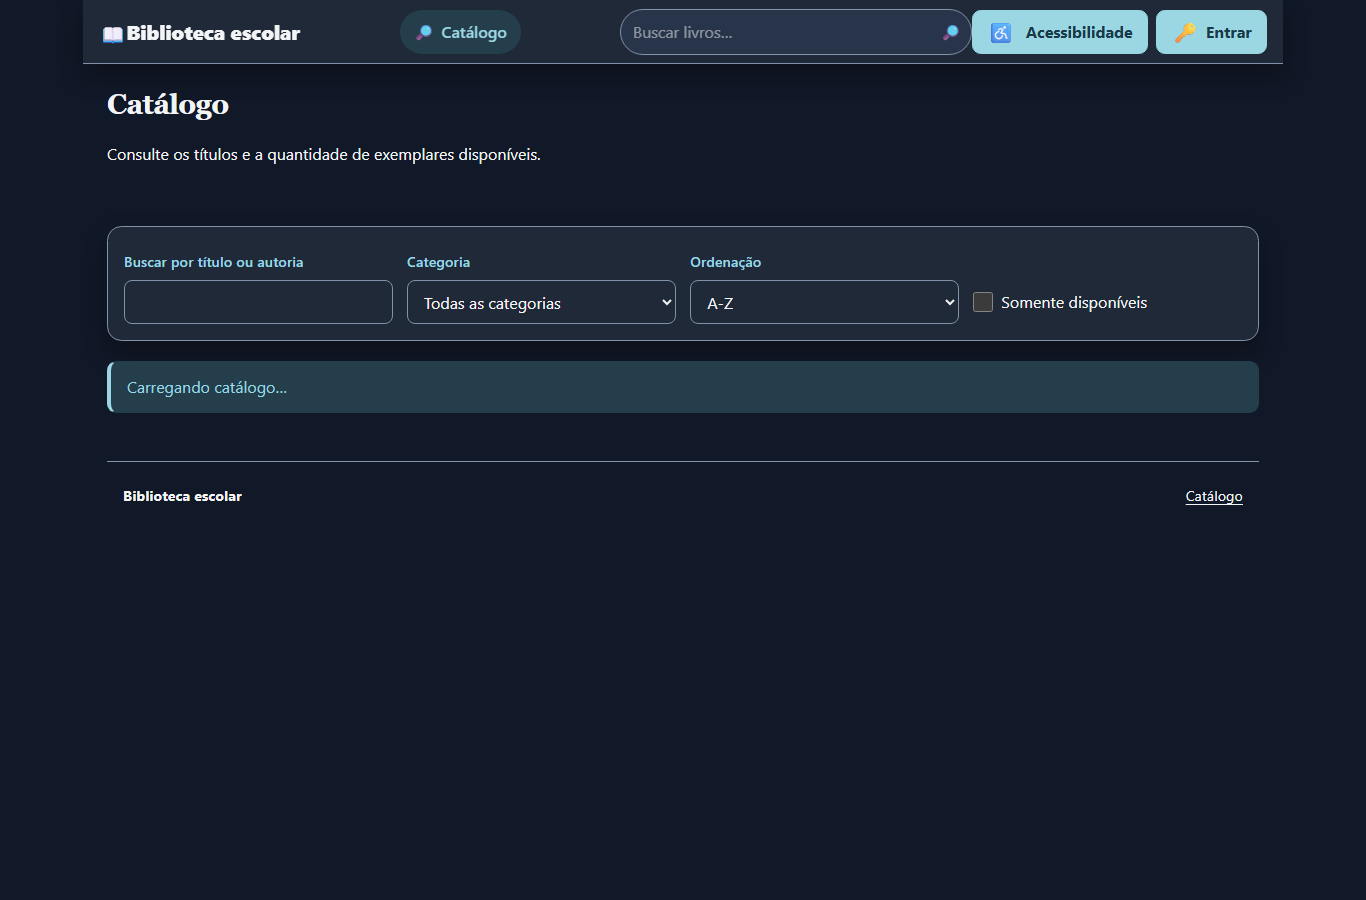 Biblioteca escolar
Catálogo
Buscar livros...
Acessibilidade
Entrar
Catálogo
Consulte os títulos e a quantidade de exemplares disponíveis.
Buscar por título ou autoria
Categoria
Ordenação
Todas as categorias
A-Z
Somente disponíveis
Carregando catálogo...
Biblioteca escolar
Catálogo